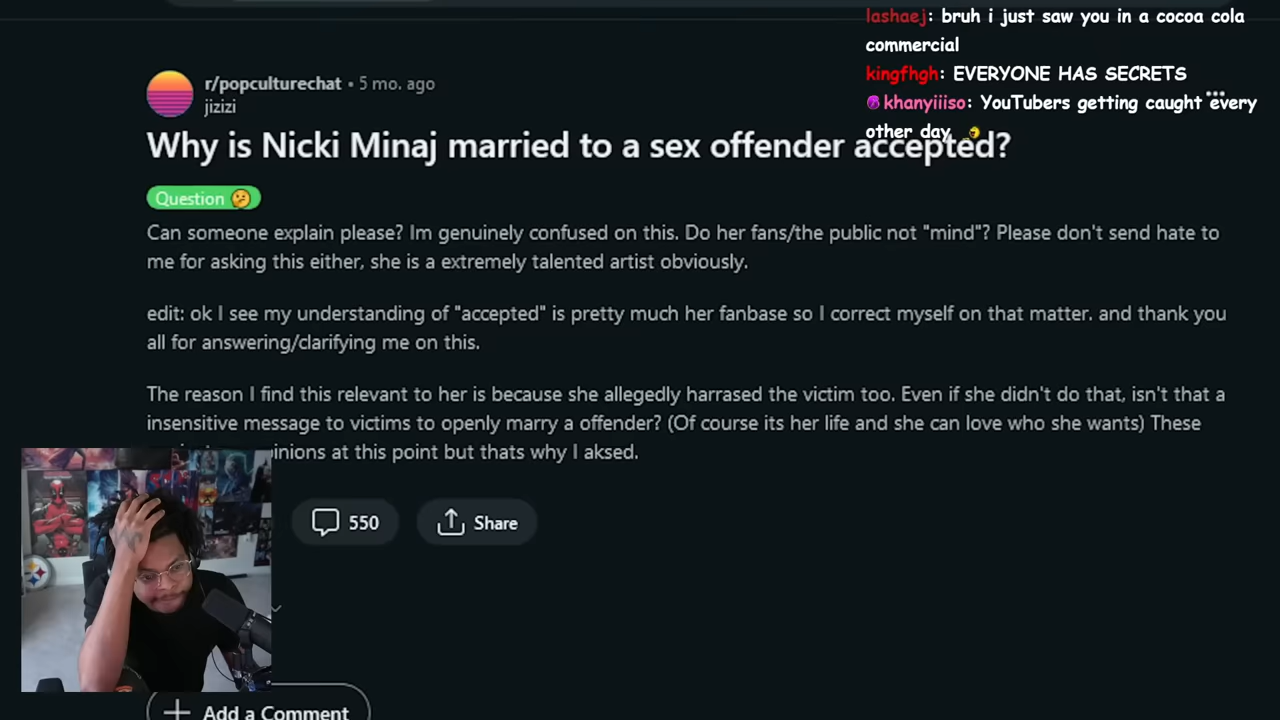 lashaej: bruh i just saw you in a cocoa cola
commercial
kingfhgh: EVERYONE HAS SECRETS
khanyiiiso: YouTubers getting caught every
other day
r/popculturechat • 5 mo. ago
jizizi
Why is Nicki Minaj married to a sex offender accepted?
Question
Can someone explain please? Im genuinely confused on this. Do her fans/the public not "mind"? Please don't send hate to
me for asking this either, she is a extremely talented artist obviously.
edit: ok I see my understanding of "accepted" is pretty much her fanbase so I correct myself on that matter. and thank you
all for answering/clarifying me on this.
The reason I find this relevant to her is because she allegedly harrased the victim too. Even if she didn't do that, isn't that a
insensitive message to victims to openly marry a offender? (Of course its her life and she can love who she wants) These
inions at this point but thats why I aksed.
550
Share
Add a Comment